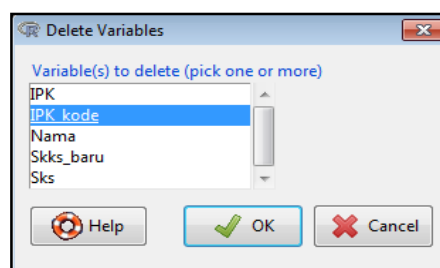 Delete Variables
Variable(s) to delete (pick one or more)
IPK
IPK_kode
Nama
Skks_baru
Sks
Help
OK
Cancel